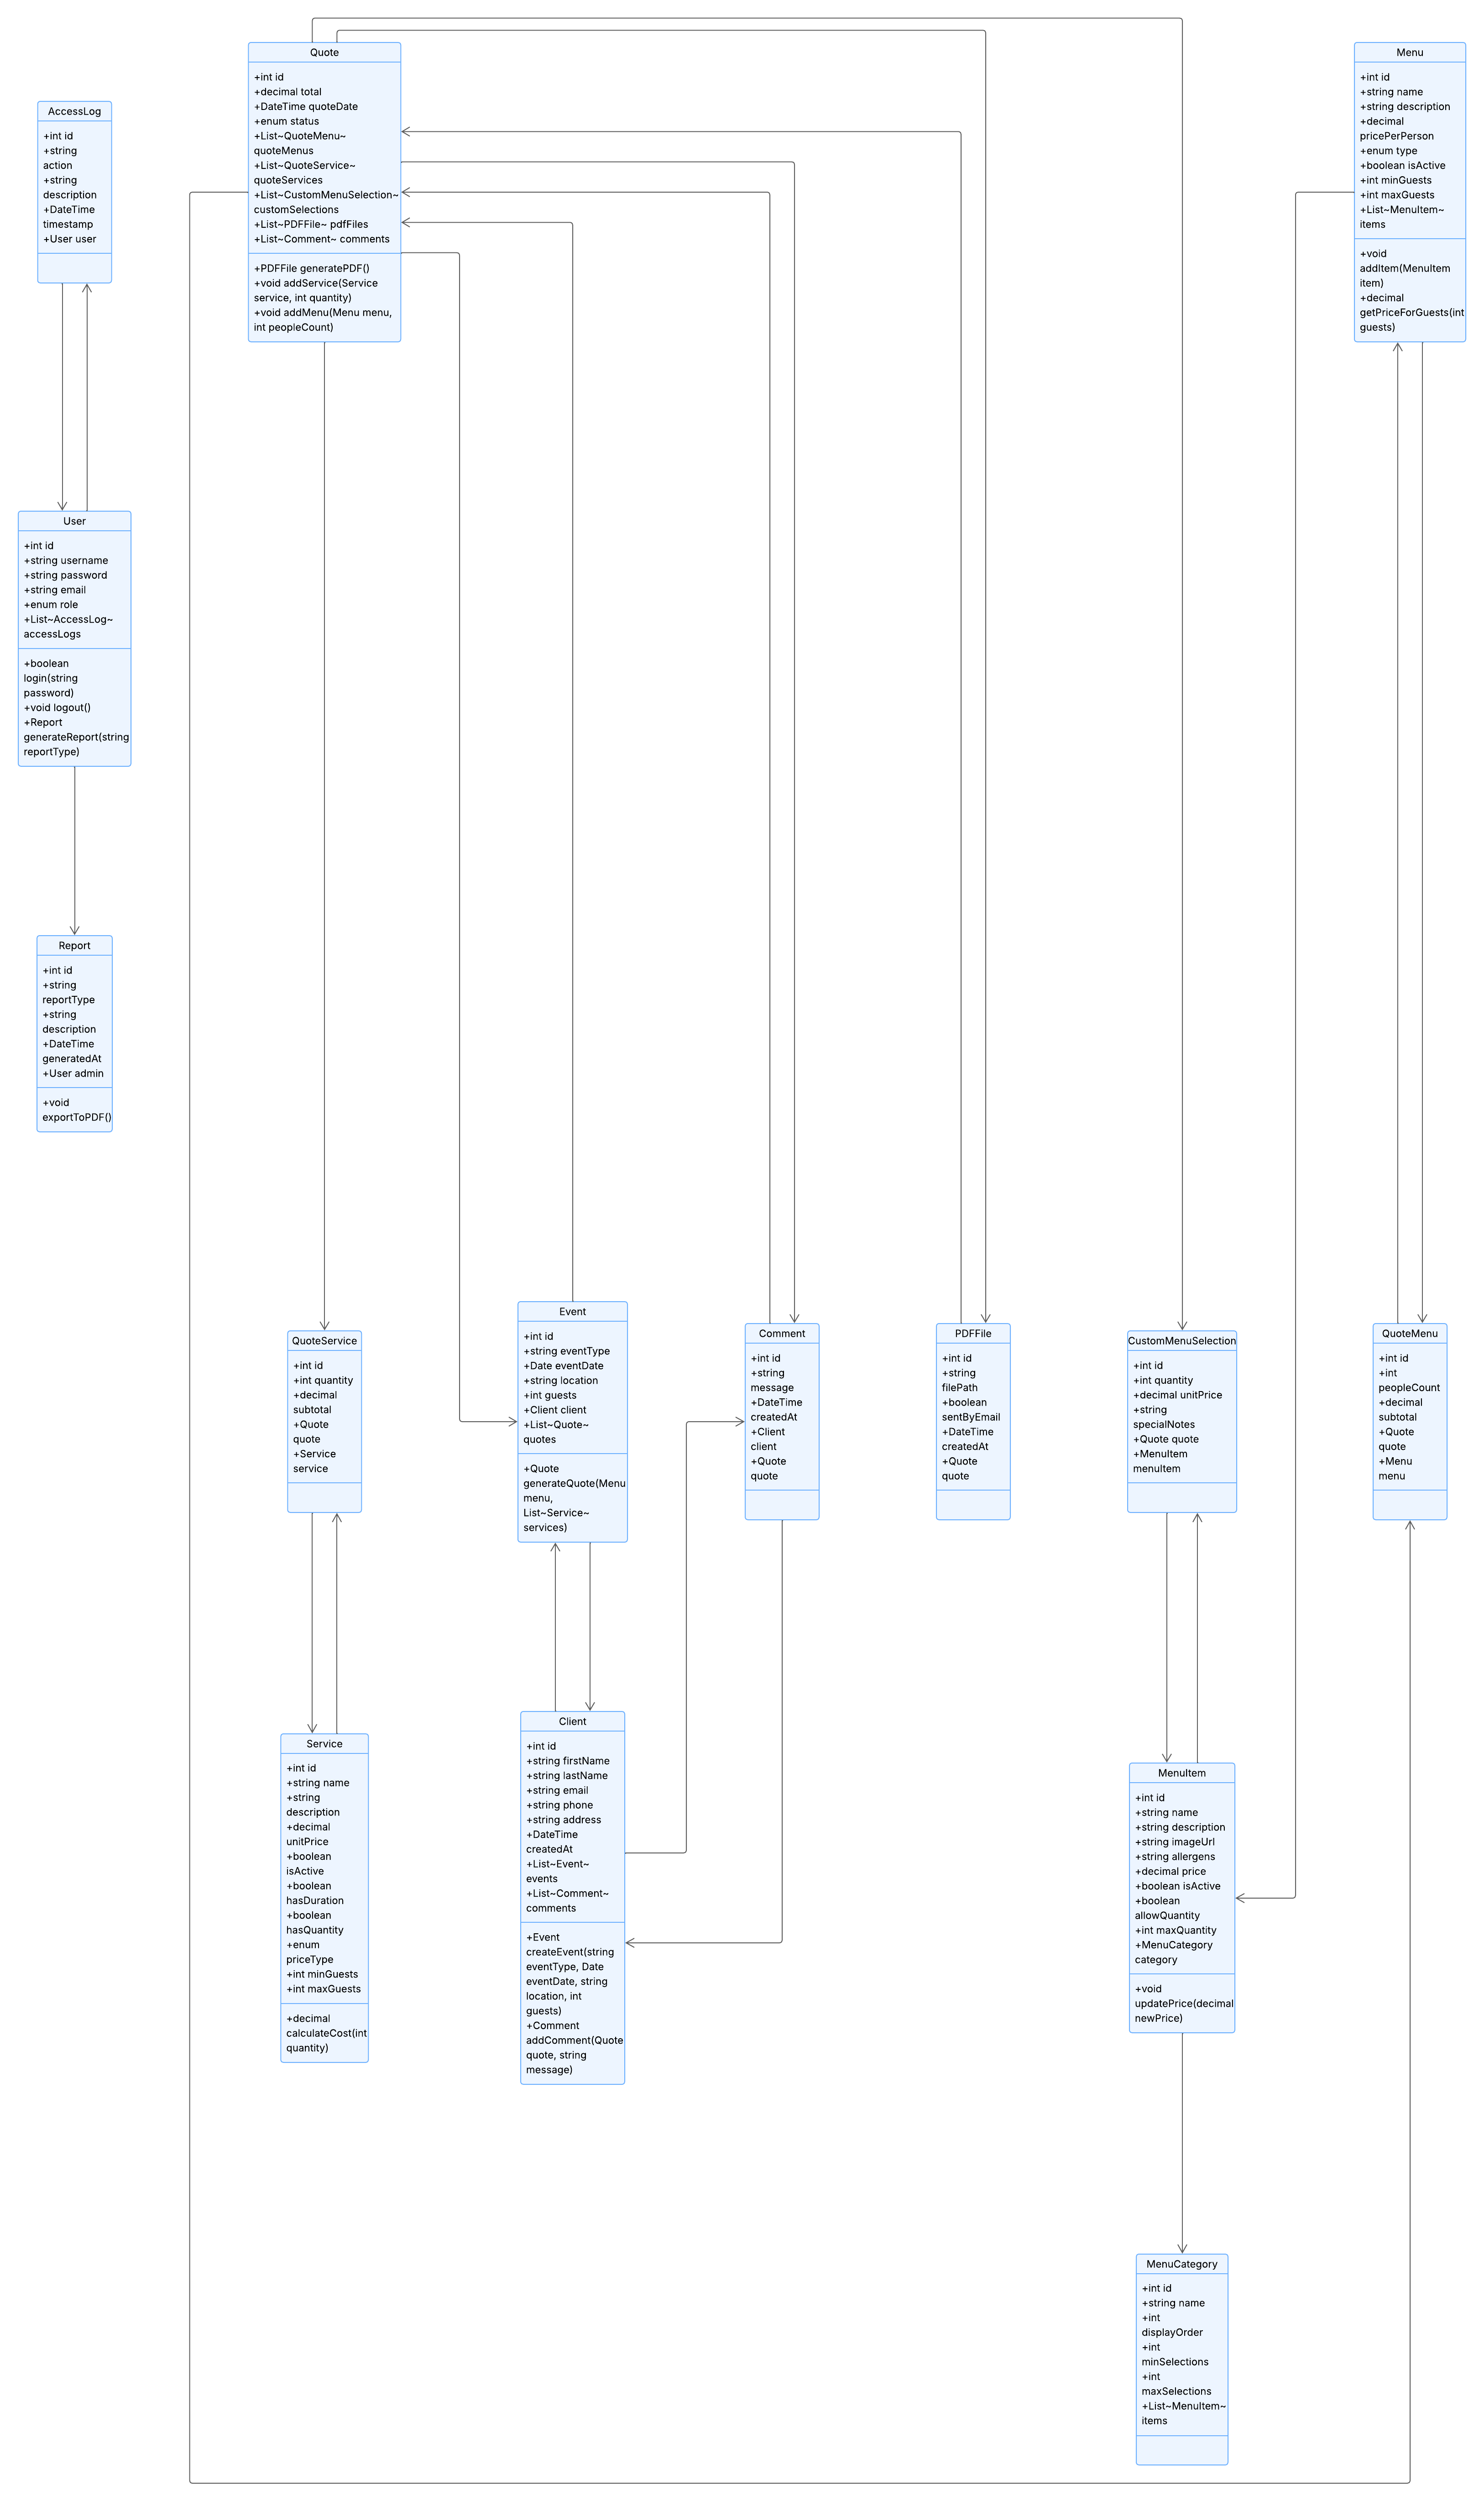 Quote
+int id
+decimal total
+DateTime quoteDate
+enum status
+List~QuoteMenu~
quoteMenus
+List~QuoteService~
quoteServices
+List~CustomMenuSelection~
customSelections
+List~PDFFile~ pdfFiles
+List~Comment~ comments
+PDFFile generatePDF()
+void addService(Service
service, int quantity)
+void addMenu(Menu menu,
int peopleCount)
Menu
+int id
+string name
+string description
+decimal
pricePerPerson
+enum type
+boolean isActive
+int minGuests
+int maxGuests
+List~MenuItem~
items
+void
addItem(MenuItem
item)
+decimal
getPriceForGuests(int
guests)
AccessLog
+int id
+string
action
+string
description
+DateTime
timestamp
+User user
User
+int id
+string username
+string password
+string email
+enum role
+List~AccessLog~
accessLogs
+boolean
login(string
password)
+void logout()
+Report
generateReport(string
reportType)
Report
+int id
+string
reportType
+string
description
+DateTime
generatedAt
+User admin
+void
exportToPDF()
QuoteService
+int id
+int quantity
+decimal
subtotal
+Quote
quote
+Service
service
Event
+int id
+string eventType
+Date eventDate
+string location
+int guests
+Client client
+List~Quote~
quotes
+Quote
generateQuote(Menu
menu,
List~Service~
services)
Comment
+int id
+string
message
+DateTime
createdAt
+Client
client
+Quote
quote
PDFFile
+int id
+string
filePath
+boolean
sentByEmail
+DateTime
createdAt
+Quote
quote
CustomMenuSelection
+int id
+int quantity
+decimal unitPrice
+string
specialNotes
+Quote quote
+MenuItem
menuItem
QuoteMenu
+int id
+int
peopleCount
+decimal
subtotal
+Quote
quote
+Menu
menu
Service
+int id
+string name
+string
description
+decimal
unitPrice
+boolean
isActive
+boolean
hasDuration
+boolean
hasQuantity
+enum
priceType
+int minGuests
+int maxGuests
+decimal
calculateCost(int
quantity)
Client
+int id
+string firstName
+string lastName
+string email
+string phone
+string address
+DateTime
createdAt
+List~Event~
events
+List~Comment~
comments
+Event
createEvent(string
eventType, Date
eventDate, string
location, int
guests)
+Comment
addComment(Quote
quote, string
message)
MenuItem
+int id
+string name
+string description
+string imageUrl
+string allergens
+decimal price
+boolean isActive
+boolean
allowQuantity
+int maxQuantity
+MenuCategory
category
+void
updatePrice(decimal
newPrice)
MenuCategory
+int id
+string name
+int
displayOrder
+int
minSelections
+int
maxSelections
+List~MenuItem~
items